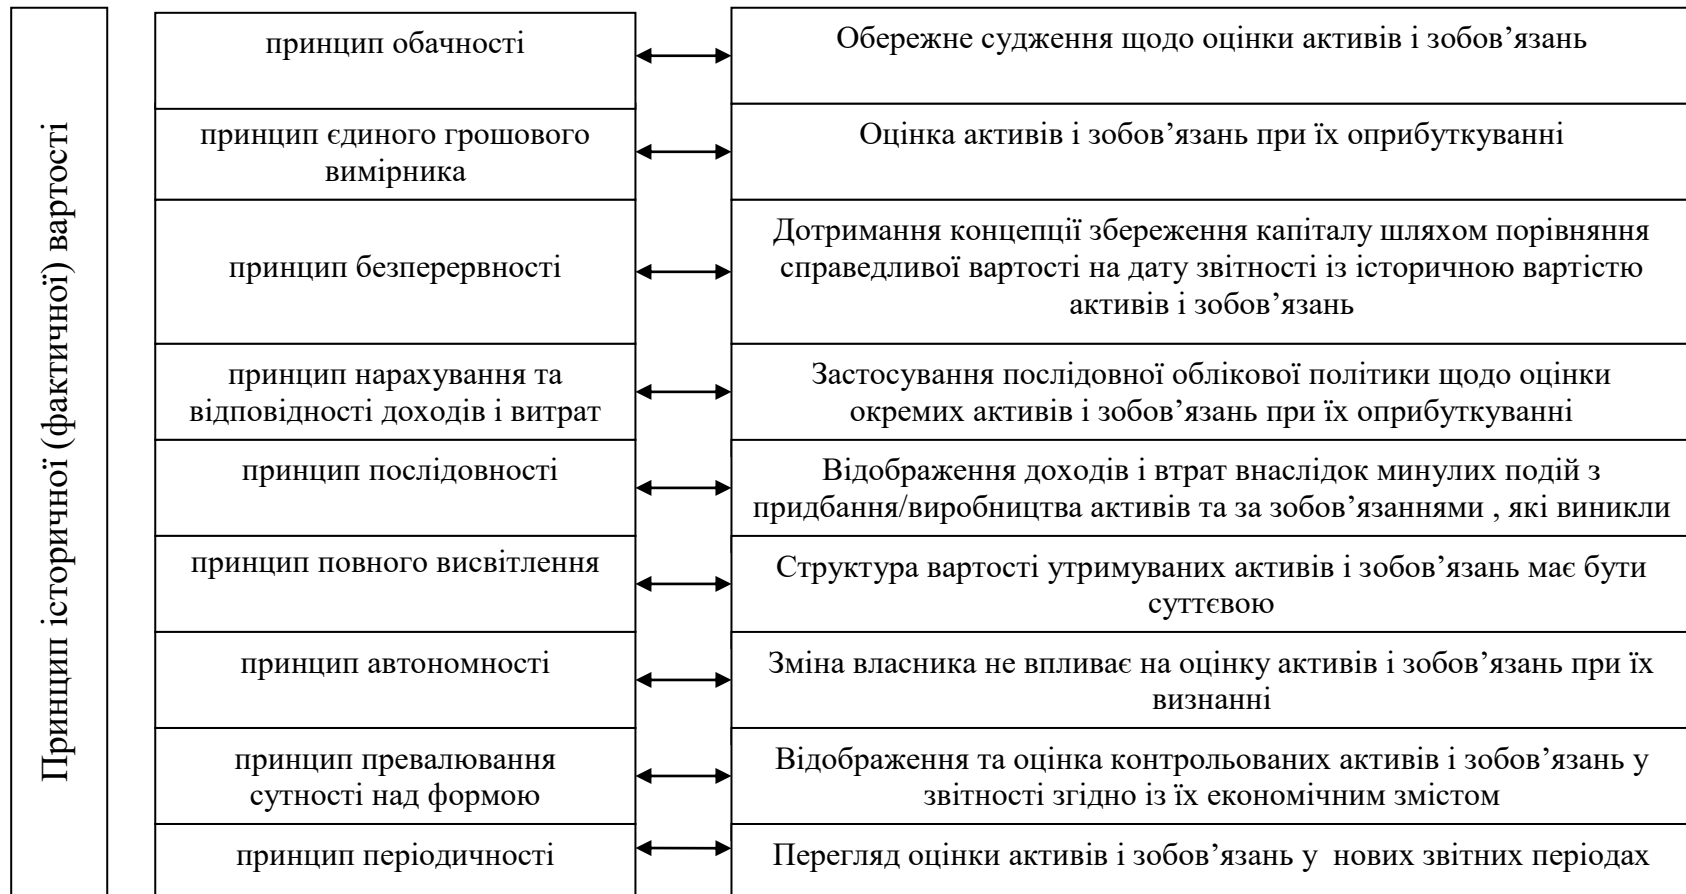 Принцип історичної (фактичної) вартості
принцип обачності
Обережне судження щодо оцінки активів і зобов’язань
принцип єдиного грошового
вимірника
Оцінка активів і зобов’язань при їх оприбуткуванні
принцип безперервності
Дотримання концепції збереження капіталу шляхом порівняння
справедливої вартості на дату звітності із історичною вартістю
активів і зобов’язань
принцип нарахування та
відповідності доходів і витрат
Застосування послідовної облікової політики щодо оцінки
окремих активів і зобов’язань при їх оприбуткуванні
принцип послідовності
Відображення доходів і втрат внаслідок минулих подій з
придбання/виробництва активів та за зобов’язаннями , які виникли
принцип повного висвітлення
Структура вартості утримуваних активів і зобов’язань має бути
суттєвою
принцип автономності
Зміна власника не впливає на оцінку активів і зобов’язань при їх
визнанні
принцип превалювання
сутності над формою
Відображення та оцінка контрольованих активів і зобов’язань у
звітності згідно із їх економічним змістом
принцип періодичності
Перегляд оцінки активів і зобов’язань у нових звітних періодах